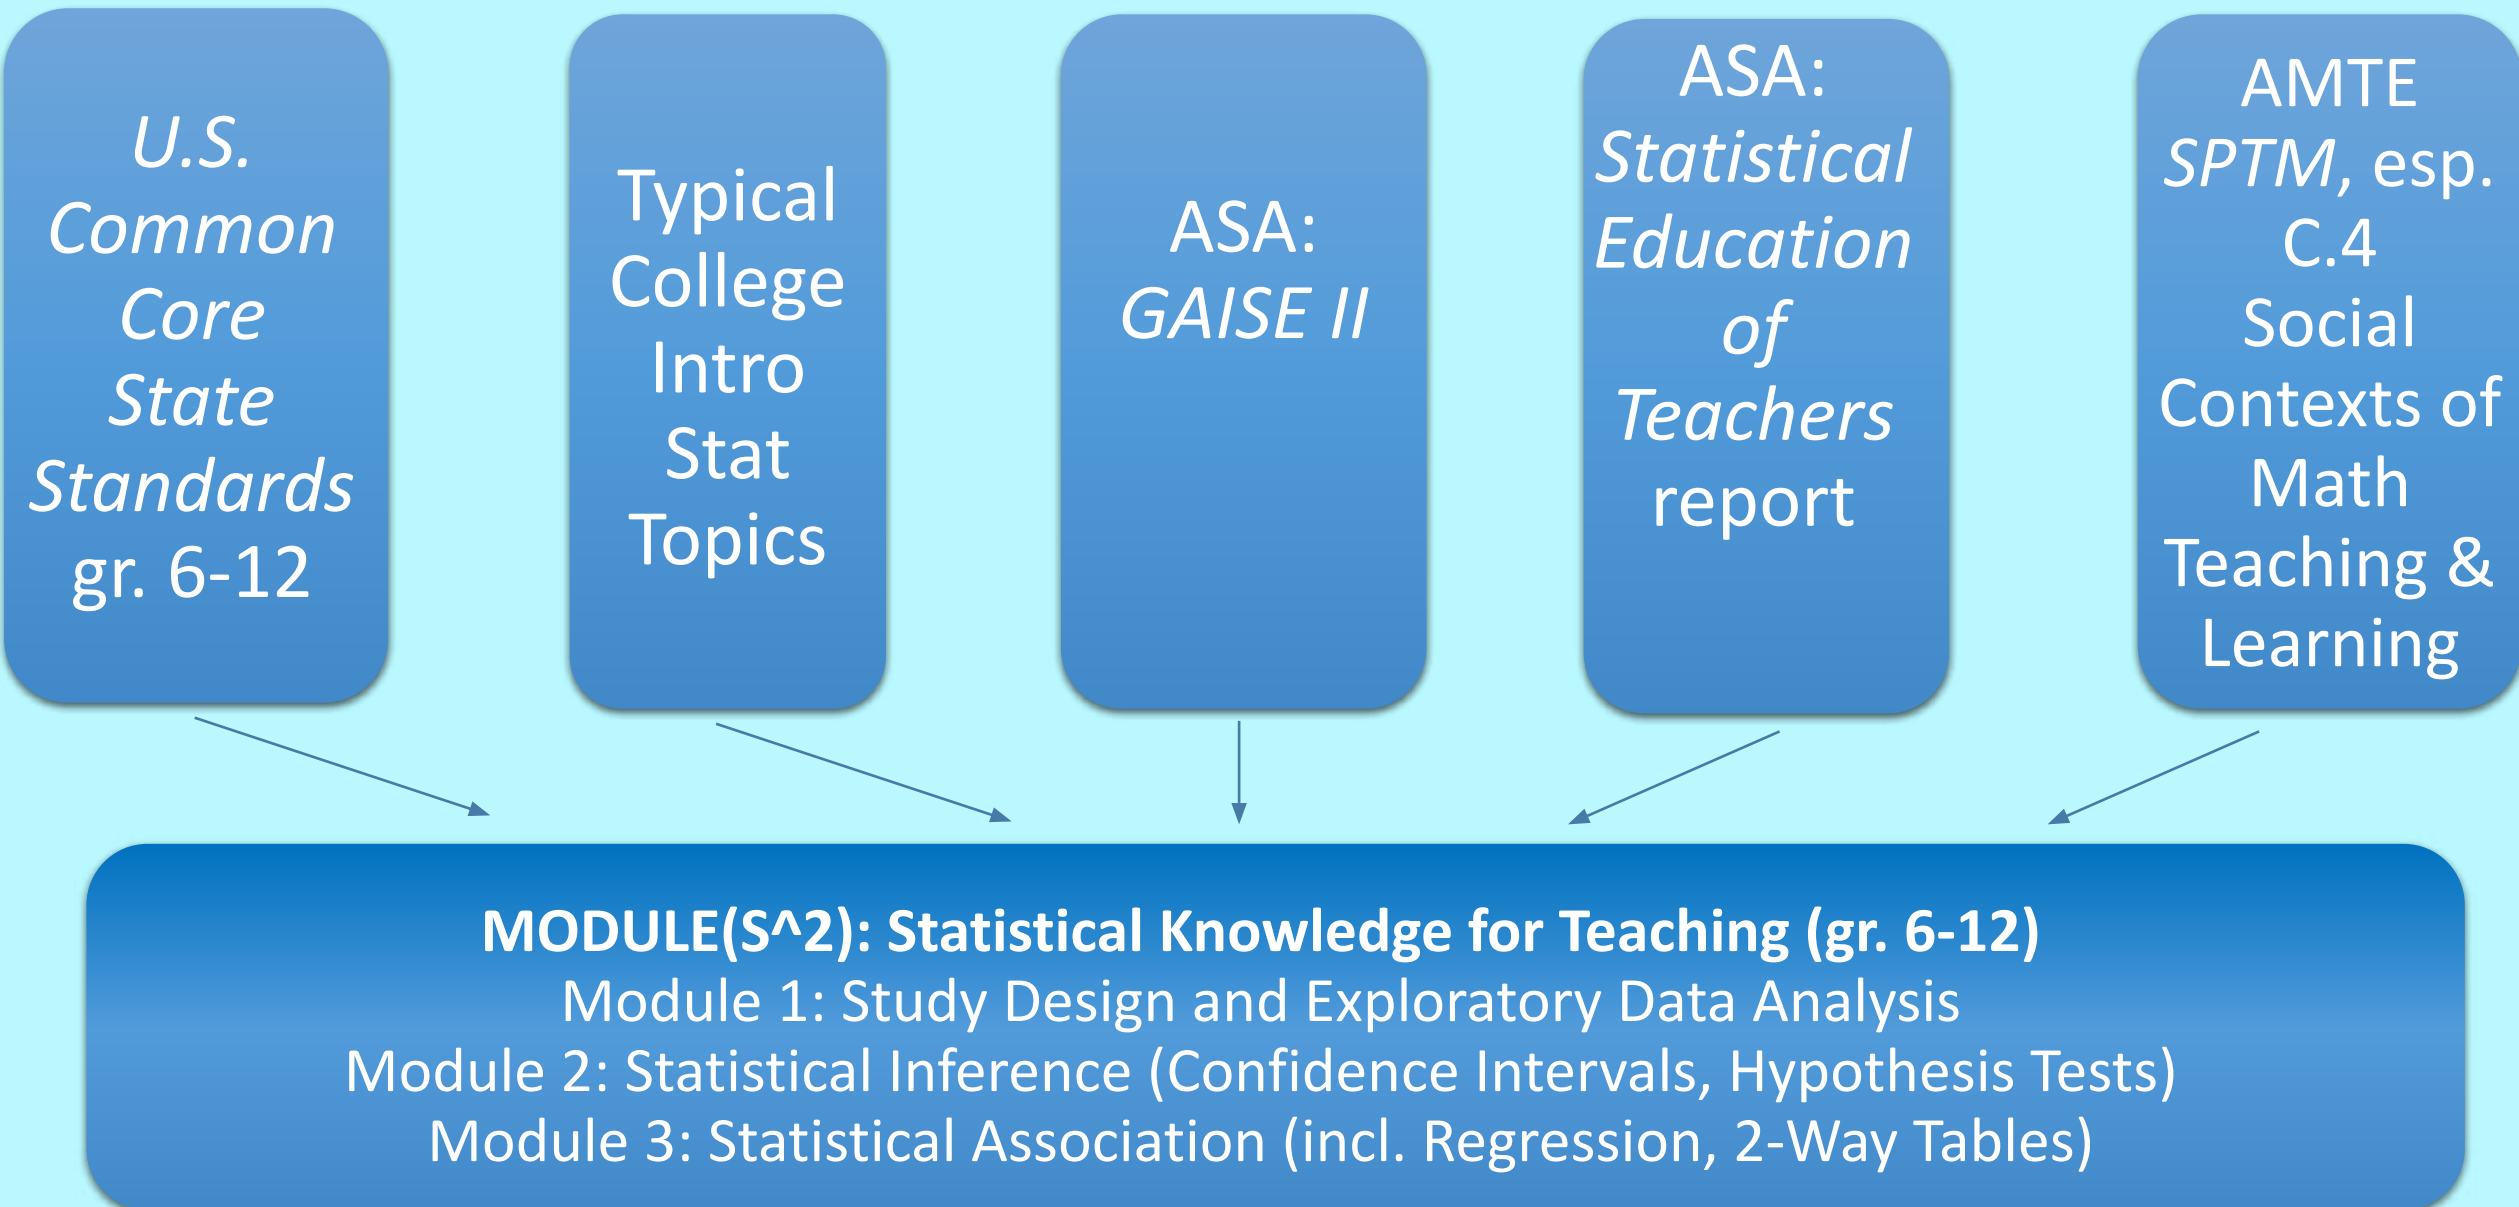 U.S.
Common
Core
State
Standards
gr. 6-12
Typical
College
Intro
Stat
Topics
ASA:
GAISE II
ASA:
Statistical
Education
of
Teachers
report
AMTE
SPTM, esp.
C.4
Social
Contexts of
Math
Teaching &
Learning
MODULE(S^2): Statistical Knowledge for Teaching (gr. 6-12)
Module 1: Study Design and Exploratory Data Analysis
Module 2: Statistical Inference (Confidence Intervals, Hypothesis Tests)
Module 3: Statistical Association (incl. Regression, 2-Way Tables)